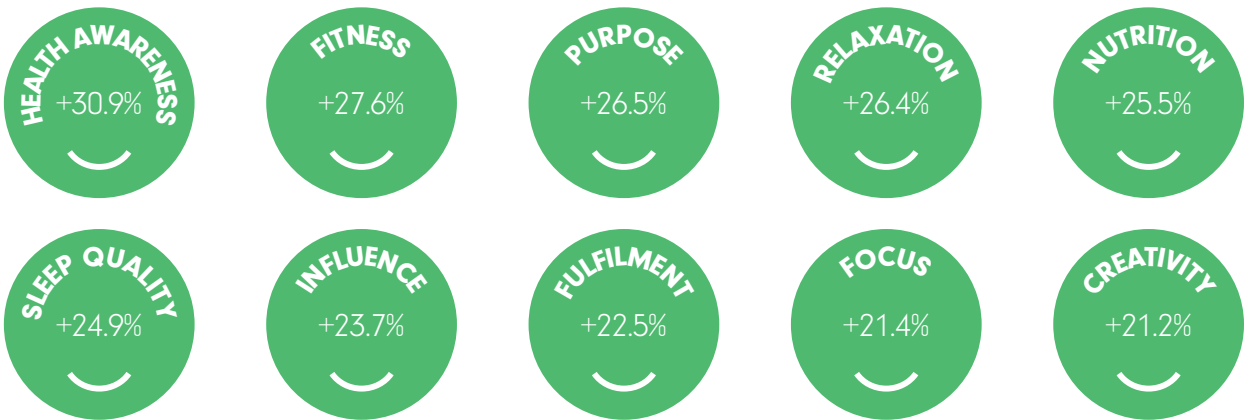 HEALTH AWARENESS
+30.9%
FITNESS
+27.6%
PURPOSE
+26.5%
RELAXATION
+26.4%
NUTRITION
+25.5%
SLEEP QUALITY
+24.9%
INFLUENCE
+23.7%
FULFILMENT
+22.5%
FOCUS
+21.4%
CREATIVITY
+21.2%